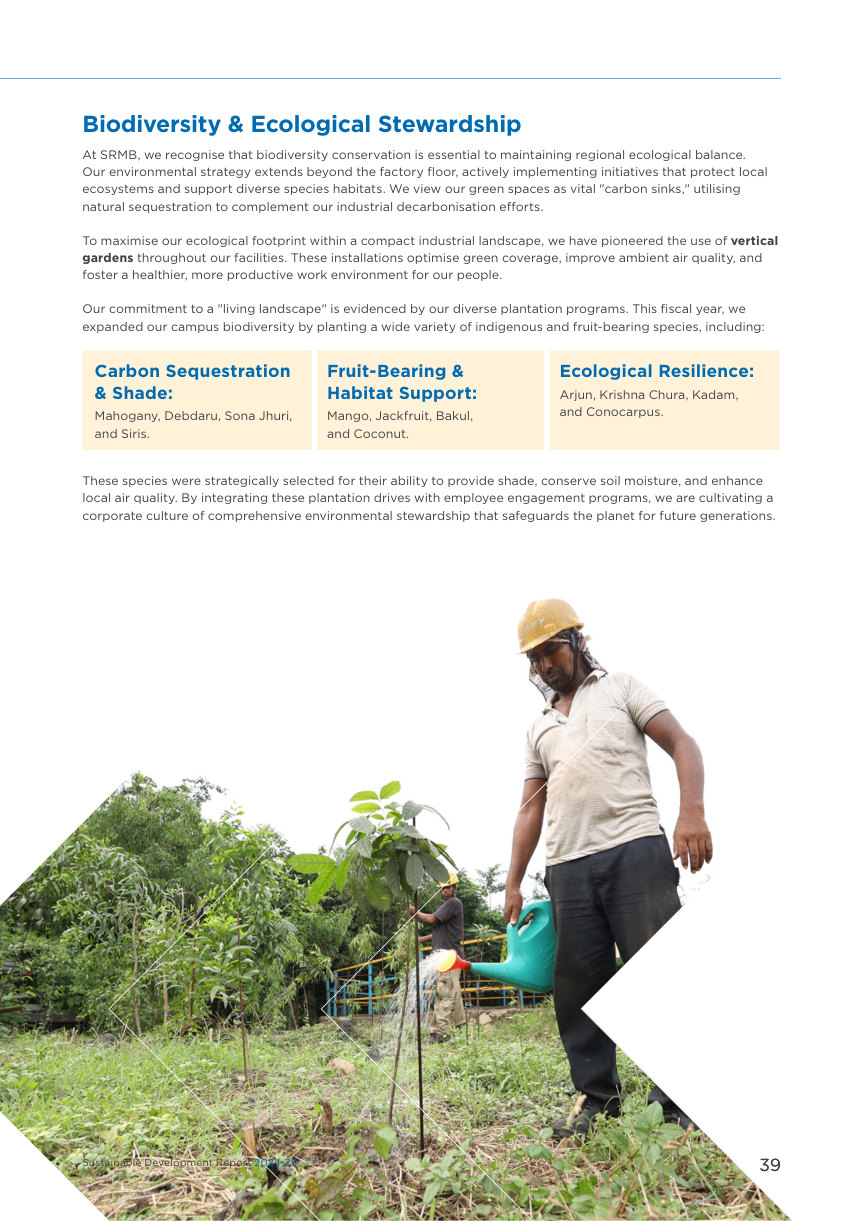 Biodiversity & Ecological Stewardship
At SRMB, we recognise that biodiversity conservation is essential to maintaining regional ecological balance.
Our environmental strategy extends beyond the factory floor, actively implementing initiatives that protect local
ecosystems and support diverse species habitats. We view our green spaces as vital "carbon sinks," utilising
natural sequestration to complement our industrial decarbonisation efforts.
To maximise our ecological footprint within a compact industrial landscape, we have pioneered the use of vertical
gardens throughout our facilities. These installations optimise green coverage, improve ambient air quality, and
foster a healthier, more productive work environment for our people.
Our commitment to a "living landscape" is evidenced by our diverse plantation programs. This fiscal year, we
expanded our campus biodiversity by planting a wide variety of indigenous and fruit-bearing species, including:
Carbon Sequestration
& Shade:
Mahogany, Debdaru, Sona Jhuri,
and Siris.
Fruit-Bearing &
Habitat Support:
Mango, Jackfruit, Bakul,
and Coconut.
Ecological Resilience:
Arjun, Krishna Chura, Kadam,
and Conocarpus.
These species were strategically selected for their ability to provide shade, conserve soil moisture, and enhance
local air quality. By integrating these plantation drives with employee engagement programs, we are cultivating a
corporate culture of comprehensive environmental stewardship that safeguards the planet for future generations.
Sustainable Development Report
39